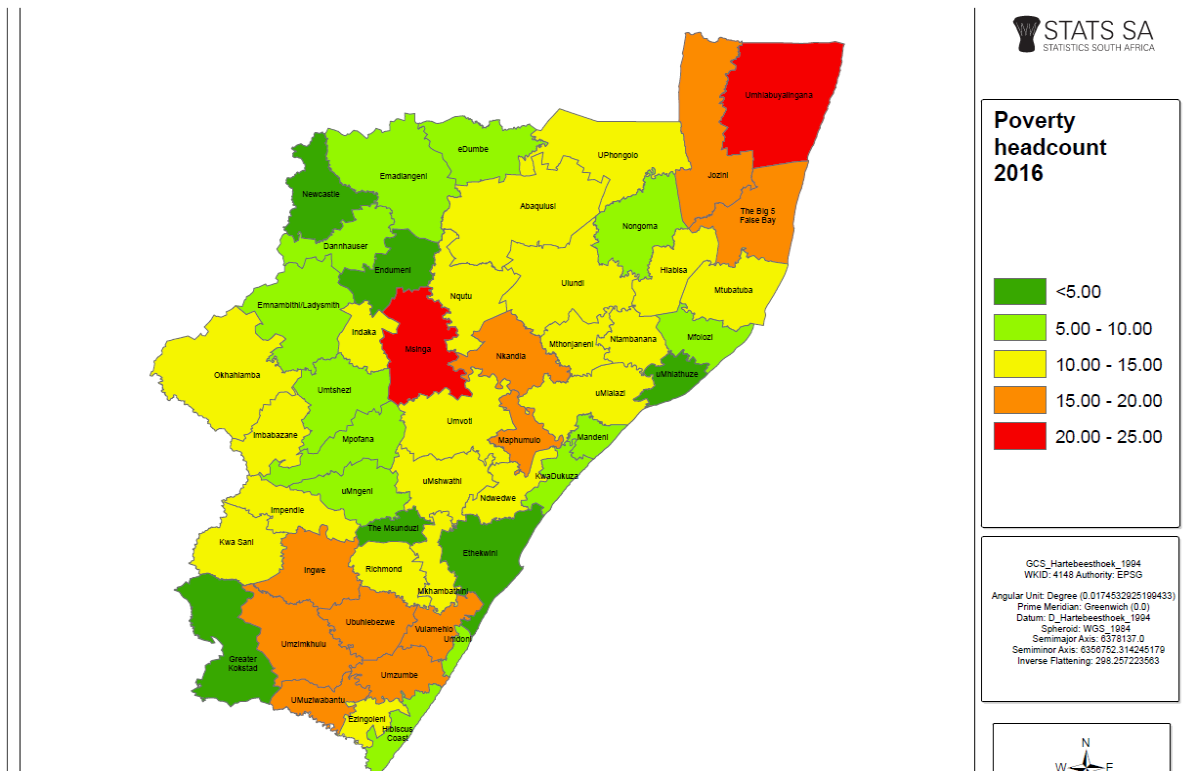 STATS SA
STATISTICS SOUTH AFRICA
Poverty
headcount
2016
<5.00
5.00 - 10.00
10.00 - 15.00
15.00 - 20.00
20.00 - 25.00
GCS_Hartebeesthoek_1994
WKID: 4148 Authority: EPSG
Angular Unit: Degree (0.0174532925199433)
Prime Meridian: Greenwich (0.0)
Datum: D_Hartebeesthoek_1994
Spheroid: WGS_1984
Semimajor Axis: 6378137.0
Semiminor Axis: 6356752.314245179
Inverse Flattening: 298.257223563
N
W
E
Umhlabuyalingana
eDumbe
UPhongolo
Emadlangeni
Jozini
Newcastle
Abaqulusi
The Big 5
False Bay
Nongoma
Dannhauser
Endumeni
Hlabisa
Ulundi
Mtubatuba
Nqutu
Emnambithi/Ladysmith
Indaka
Mfolozi
Ntambanana
Mthonjaneni
Msinga
Nkandla
Okhahlamba
uMhlathuze
Umtshezi
uMlalazi
Umvoti
Imbabazane
Mpofana
Maphumulo
Mandeni
KwaDukuza
uMshwathi
uMngeni
Ndwedwe
Impendle
The Msunduzi
Kwa Sani
Ethekwini
Ingwe
Richmond
Mkhambathini
Ubuhlebezwe
Vulamehlo
Umdoni
Umzimkhulu
Greater
Kokstad
Umzumbe
UMuziwabantu
Ezingoleni
Hibiscus
Coast